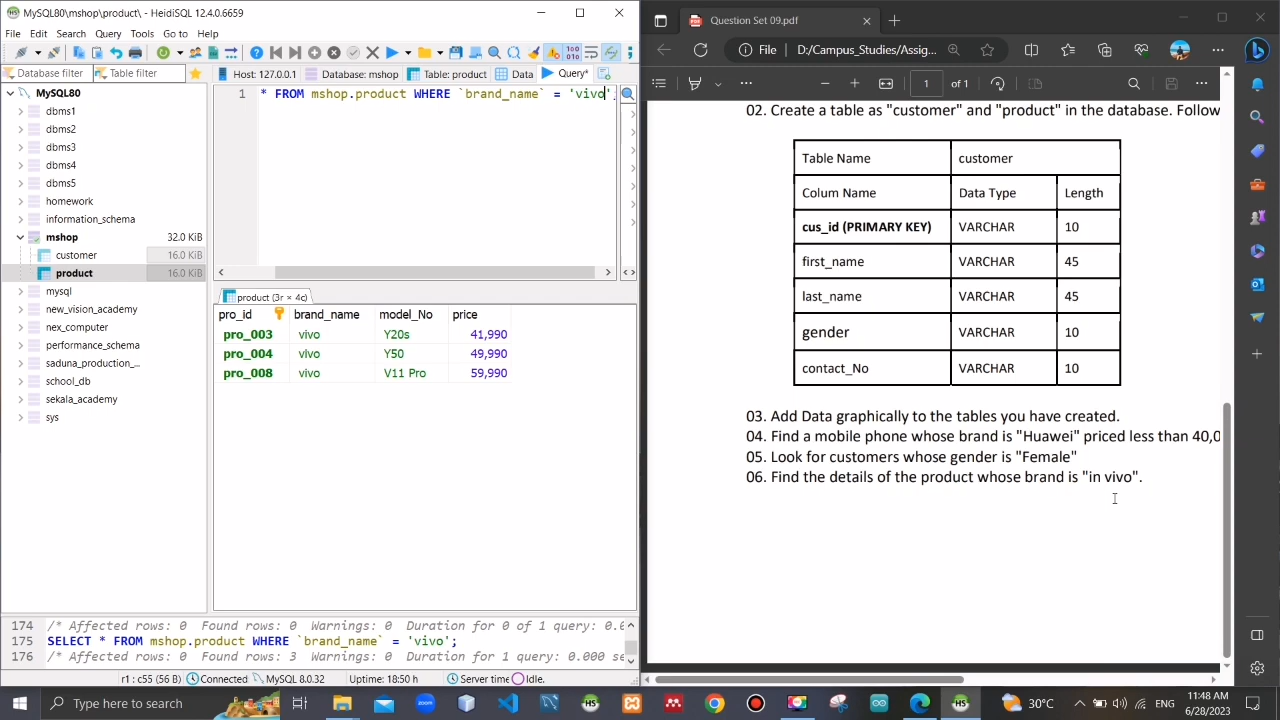 MySQL80\mshop\product\ - HeidiSQL 12.4.0.6659
File Edit Search Query Tools Go to Help
Database filter Table filter Host: 127.0.0.1 Database: mshop Table: product Data Query*
MySQL80
dbms1
dbms2
dbms3
dbms4
dbms5
homework
information_schema
mshop 32.0 KiB
customer 16.0 KiB
product 16.0 KiB
mysql
new_vision_academy
nex_computer
performance_schema
saduna_production_...
school_db
sekala_academy
sys
1 * FROM mshop.product WHERE `brand_name` = 'vivo';
product (3r × 4c)
pro_id brand_name model_No price
pro_003 vivo Y20s 41,990
pro_004 vivo Y50 49,990
pro_008 vivo V11 Pro 59,990
174 /* Affected rows: 0 Found rows: 0 Warnings: 0 Duration for 0 of 1 query: 0.0
175 SELECT * FROM mshop.product WHERE `brand_name` = 'vivo';
176 /* Affected rows: 0 Found rows: 3 Warnings: 0 Duration for 1 query: 0.000 se
r1 : c55 (56 B) Connected MySQL 8.0.32 Uptime: 18:50 h Server time Idle.
Question Set 09.pdf
File D:/Campus_Studies/Assig...
1 of 1
02. Create a table as "customer" and "product" in the database. Follow
Table Name customer
Colum Name Data Type Length
cus_id (PRIMARY KEY) VARCHAR 10
first_name VARCHAR 45
last_name VARCHAR 45
gender VARCHAR 10
contact_No VARCHAR 10
03. Add Data graphically to the tables you have created.
04. Find a mobile phone whose brand is "Huawei" priced less than 40,0
05. Look for customers whose gender is "Female"
06. Find the details of the product whose brand is "in vivo".
Type here to search
30°C
ENG
11:48 AM
6/28/2023